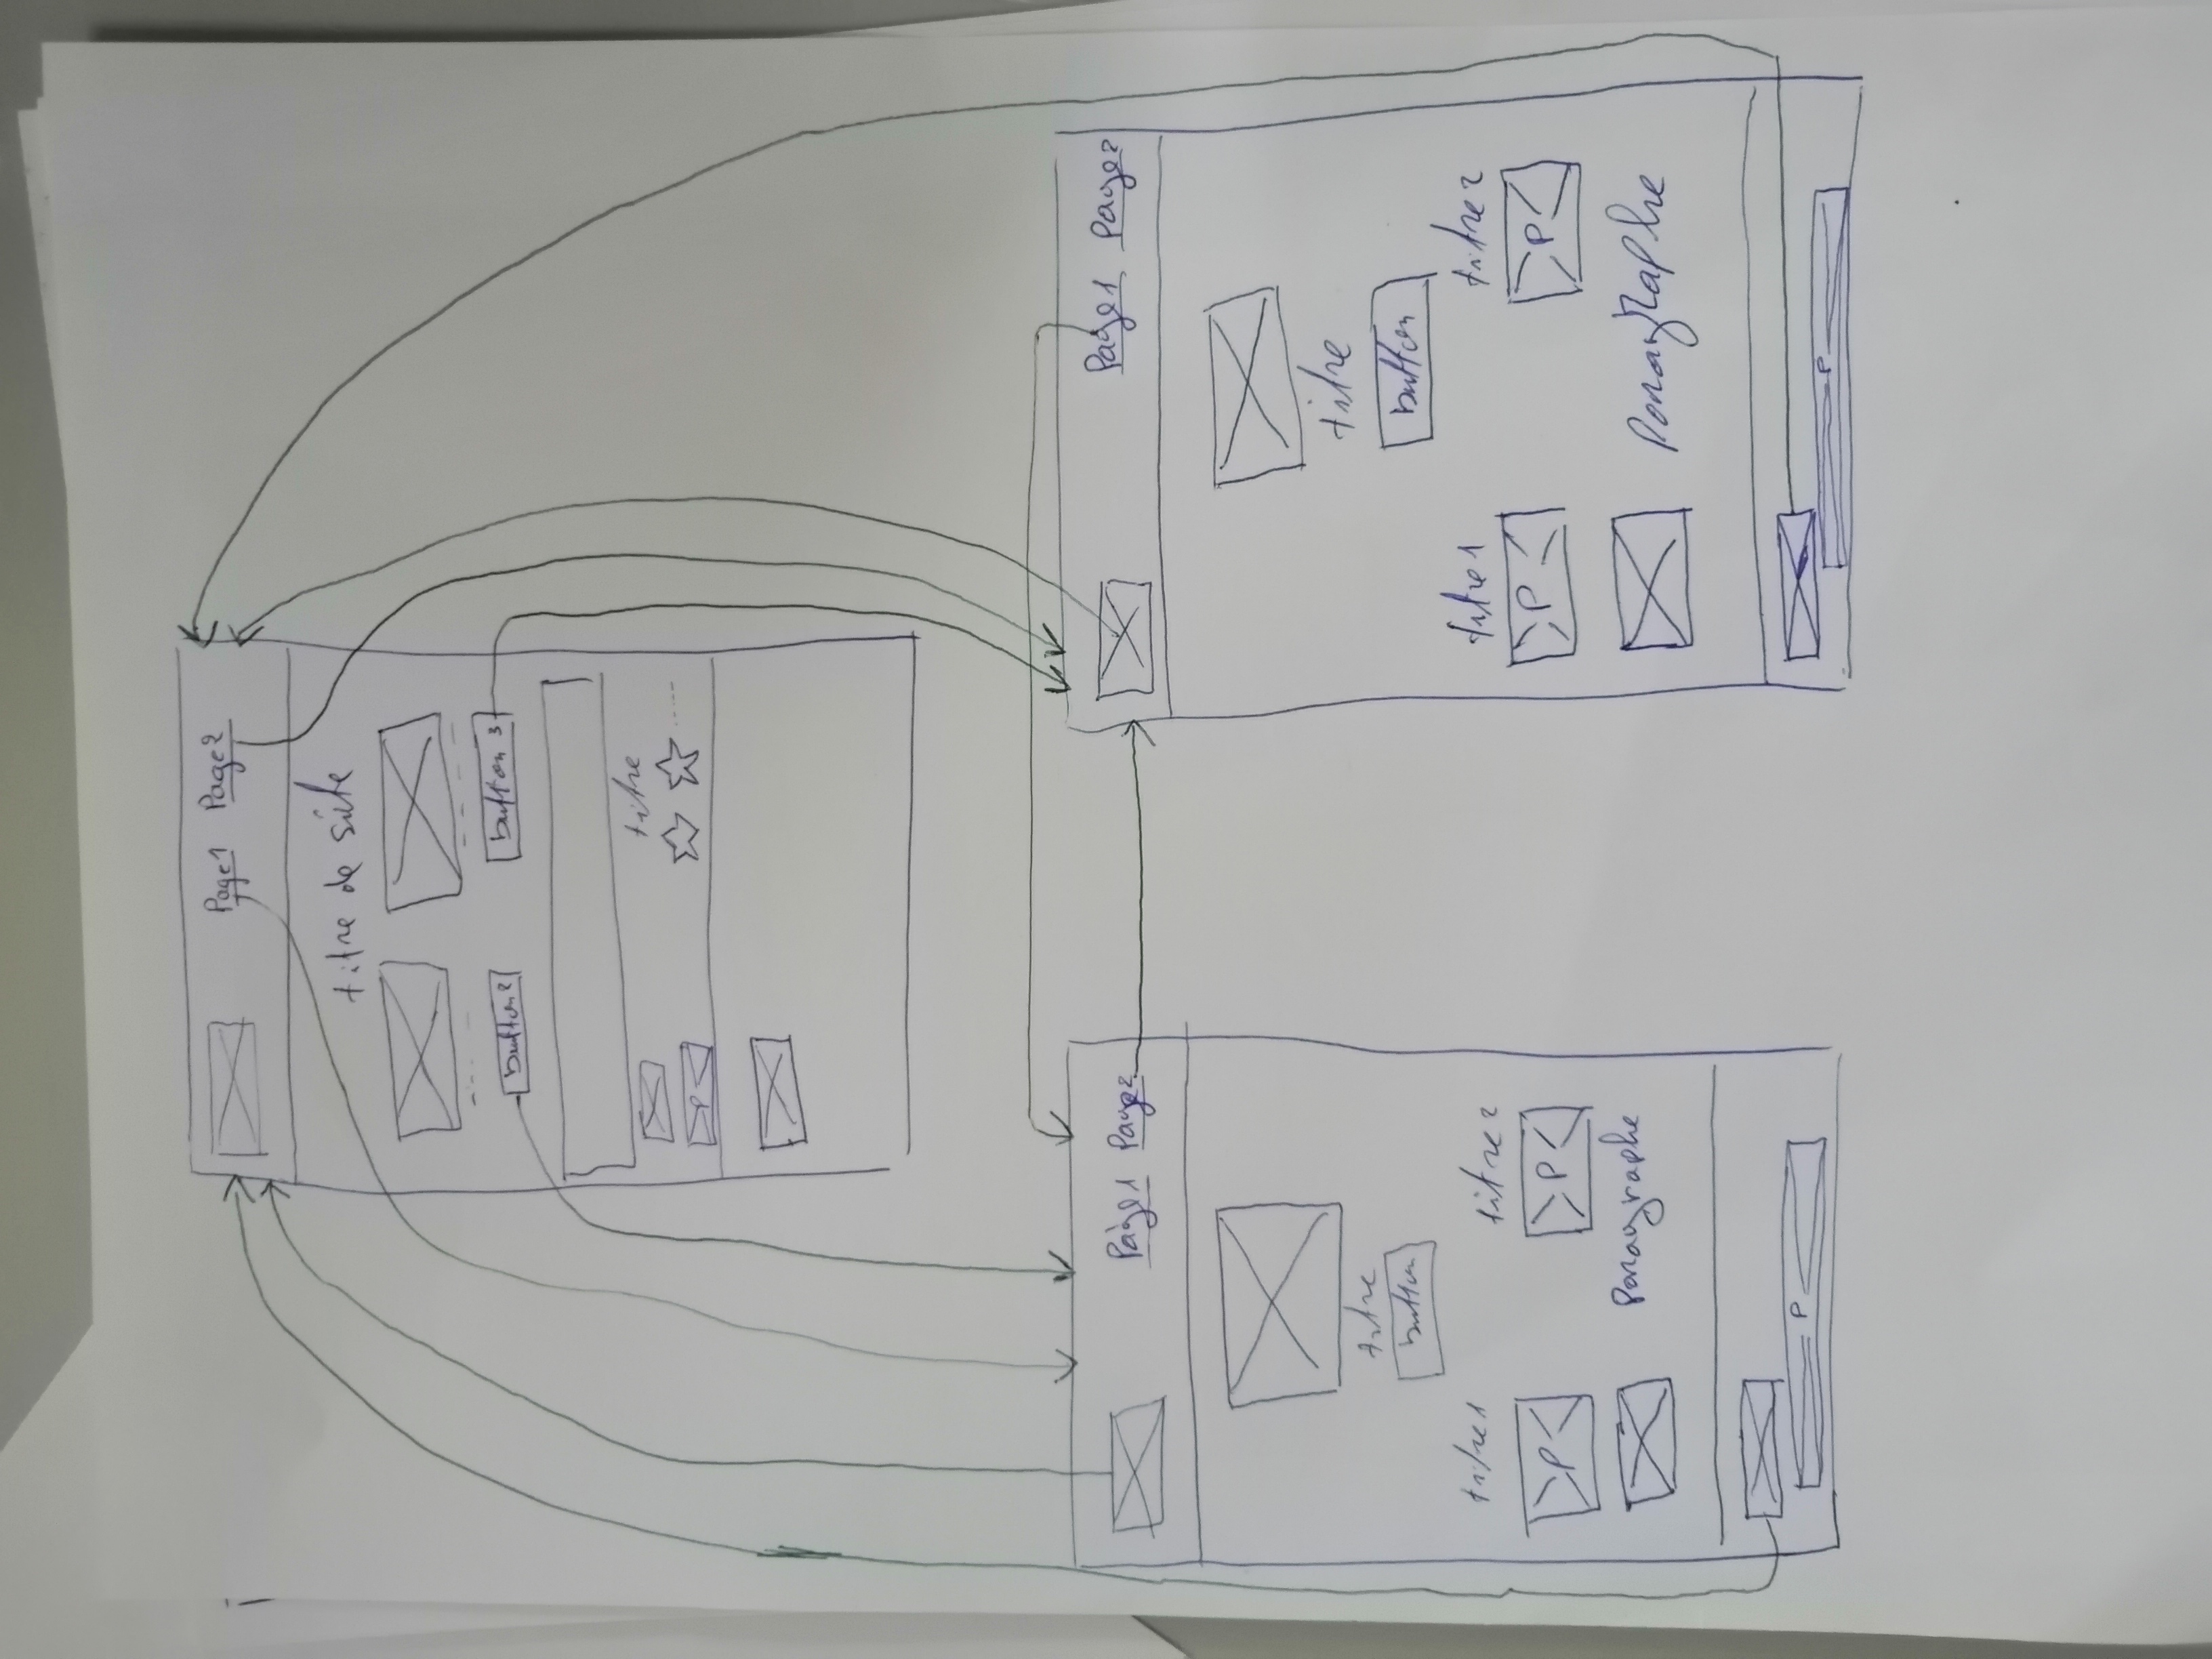 Page1 Page2
titre de site
button2 button 3
titre
P
Page1 Page2
titre
button
titre1 titre2
P P
Paragraphe
P
Page1 Page2
titre
button
titre1 titre2
P P
Paragraphe
P